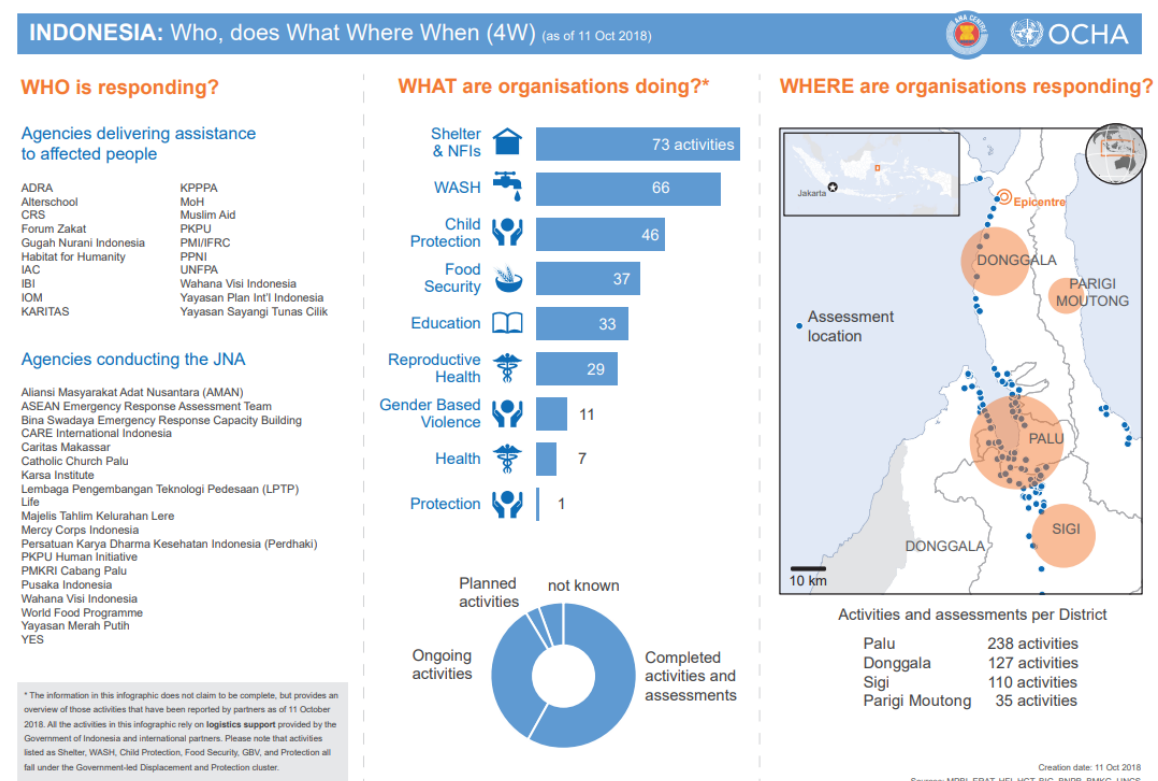 INDONESIA: Who, does What Where When (4W) (as of 11 Oct 2018)
AHA CENTRE
OCHA
WHO is responding?
Agencies delivering assistance
to affected people
ADRA
Alterschool
CRS
Forum Zakat
Gugah Nurani Indonesia
Habitat for Humanity
IAC
IBI
IOM
KARITAS
KPPPA
MoH
Muslim Aid
PKPU
PMI/IFRC
PPNI
UNFPA
Wahana Visi Indonesia
Yayasan Plan Int'l Indonesia
Yayasan Sayangi Tunas Cilik
Agencies conducting the JNA
Aliansi Masyarakat Adat Nusantara (AMAN)
ASEAN Emergency Response Assessment Team
Bina Swadaya Emergency Response Capacity Building
CARE International Indonesia
Caritas Makassar
Catholic Church Palu
Karsa Institute
Lembaga Pengembangan Teknologi Pedesaan (LPTP)
Life
Majelis Tahlim Kelurahan Lere
Mercy Corps Indonesia
Persatuan Karya Dharma Kesehatan Indonesia (Perdhaki)
PKPU Human Initiative
PMKRI Cabang Palu
Pusaka Indonesia
Wahana Visi Indonesia
World Food Programme
Yayasan Merah Putih
YES
* The information in this infographic does not claim to be complete, but provides an
overview of those activities that have been reported by partners as of 11 October
2018. All the activities in this infographic rely on logistics support provided by the
Government of Indonesia and international partners. Please note that activities
listed as Shelter, WASH, Child Protection, Food Security, GBV, and Protection all
fall under the Government-led Displacement and Protection cluster.
WHAT are organisations doing?*
Shelter
& NFIs
73 activities
WASH
66
Child
Protection
46
Food
Security
37
Education
33
Reproductive
Health
29
Gender Based
Violence
11
Health
7
Protection
1
Planned
activities
not known
Ongoing
activities
Completed
activities and
assessments
WHERE are organisations responding?
Jakarta
Epicentre
DONGGALA
PARIGI
MOUTONG
Assessment
location
PALU
SIGI
DONGGALA
10 km
Activities and assessments per District
Palu 238 activities
Donggala 127 activities
Sigi 110 activities
Parigi Moutong 35 activities
Creation date: 11 Oct 2018